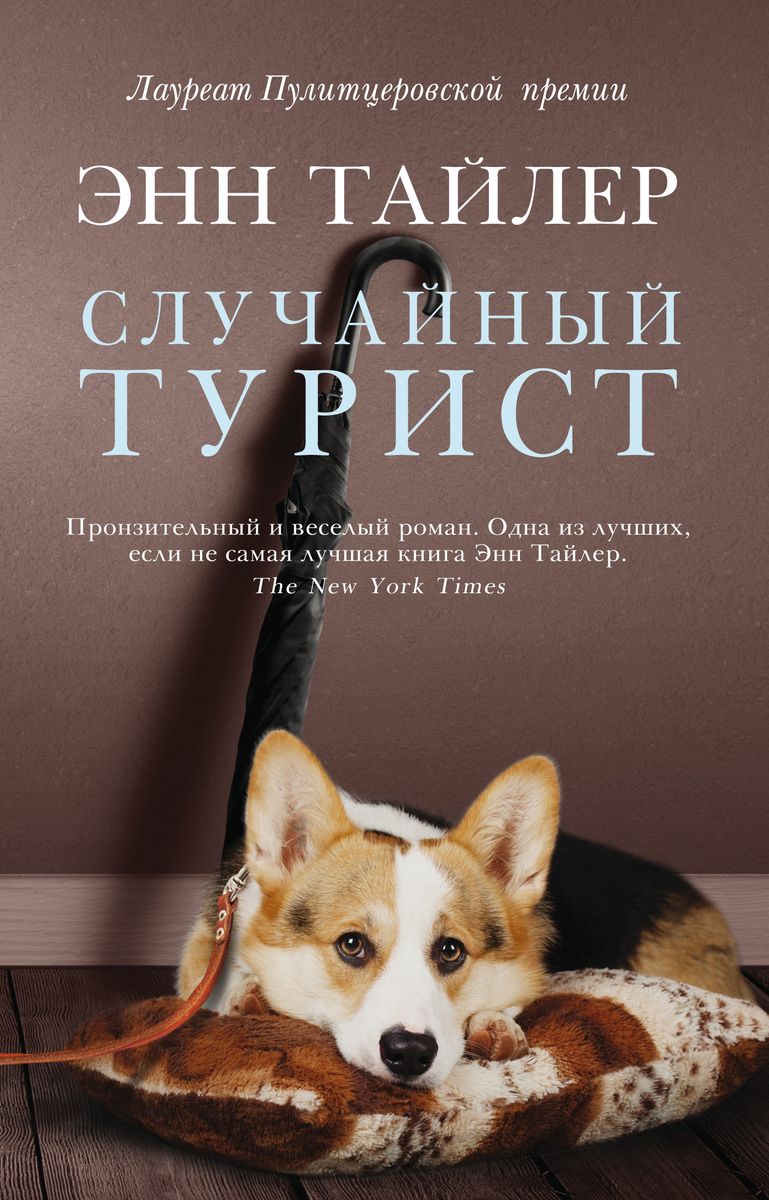 Лауреат Пулитцеровской премии
ЭНН ТАЙЛЕР
СЛУЧАЙНЫЙ
ТУРИСТ
Пронзительный и веселый роман. Одна из лучших,
если не самая лучшая книга Энн Тайлер.
The New York Times